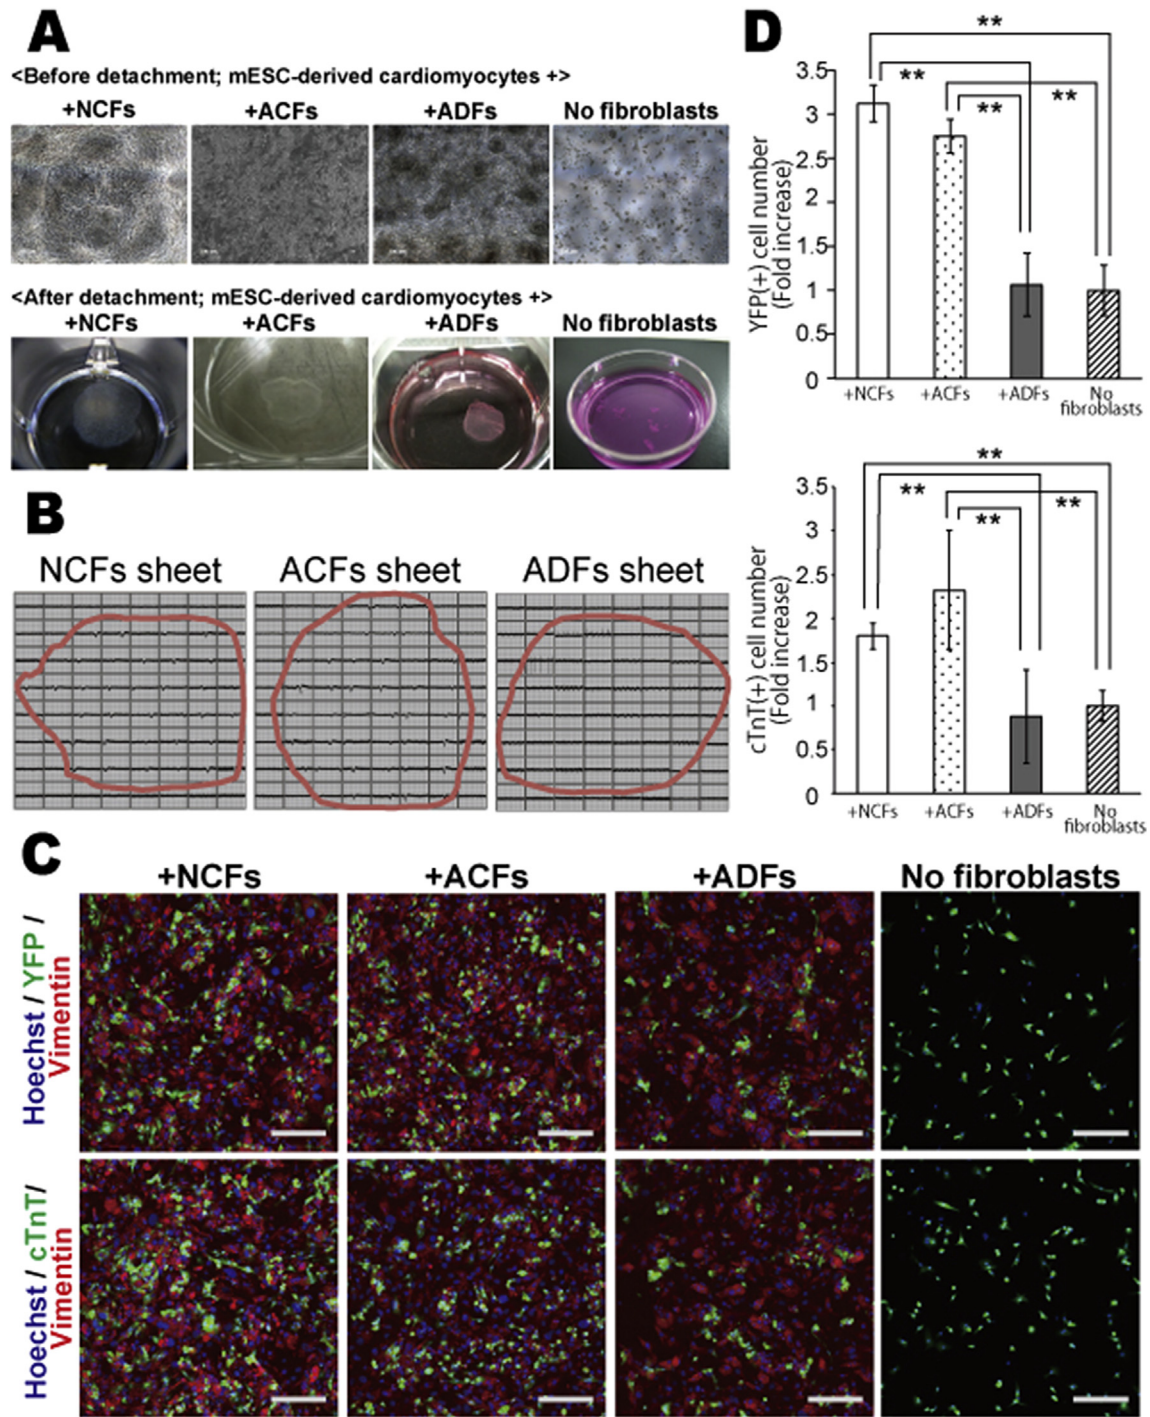 A
<Before detachment; mESC-derived cardiomyocytes +>
+NCFs +ACFs +ADFs No fibroblasts
<After detachment; mESC-derived cardiomyocytes +>
+NCFs +ACFs +ADFs No fibroblasts
B
NCFs sheet ACFs sheet ADFs sheet
C
+NCFs +ACFs +ADFs No fibroblasts
Hoechst / YFP /
Vimentin
Hoechst / cTnT/
Vimentin
D
**
**
**
**
YFP(+) cell number
(Fold increase)
3.5
3
2.5
2
1.5
1
0.5
0
+NCFs +ACFs +ADFs No
fibroblasts
**
**
**
**
cTnT(+) cell number
(Fold increase)
3.5
3
2.5
2
1.5
1
0.5
0
+NCFs +ACFs +ADFs No
fibroblasts